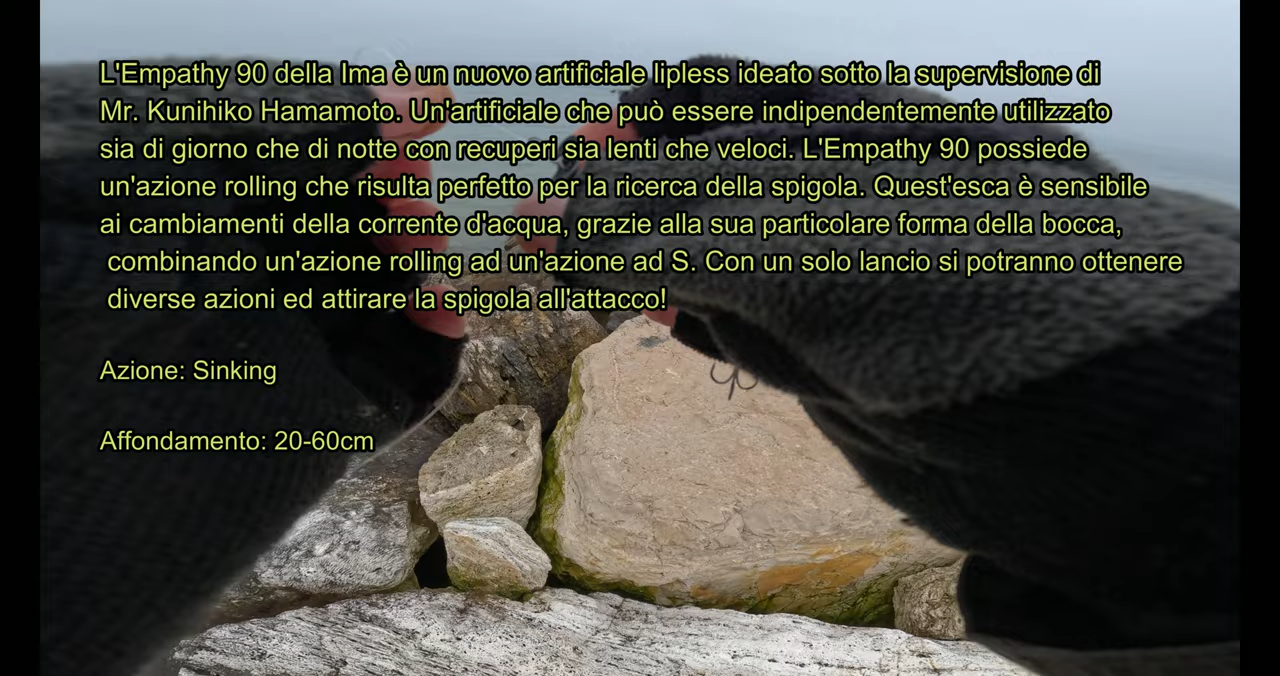 L'Empathy 90 della Ima è un nuovo artificiale lipless ideato sotto la supervisione di
Mr. Kunihiko Hamamoto. Un'artificiale che può essere indipendentemente utilizzato
sia di giorno che di notte con recuperi sia lenti che veloci. L'Empathy 90 possiede
un'azione rolling che risulta perfetto per la ricerca della spigola. Quest'esca è sensibile
ai cambiamenti della corrente d'acqua, grazie alla sua particolare forma della bocca,
combinando un'azione rolling ad un'azione ad S. Con un solo lancio si potranno ottenere
diverse azioni ed attirare la spigola all'attacco!
Azione: Sinking
Affondamento: 20-60cm